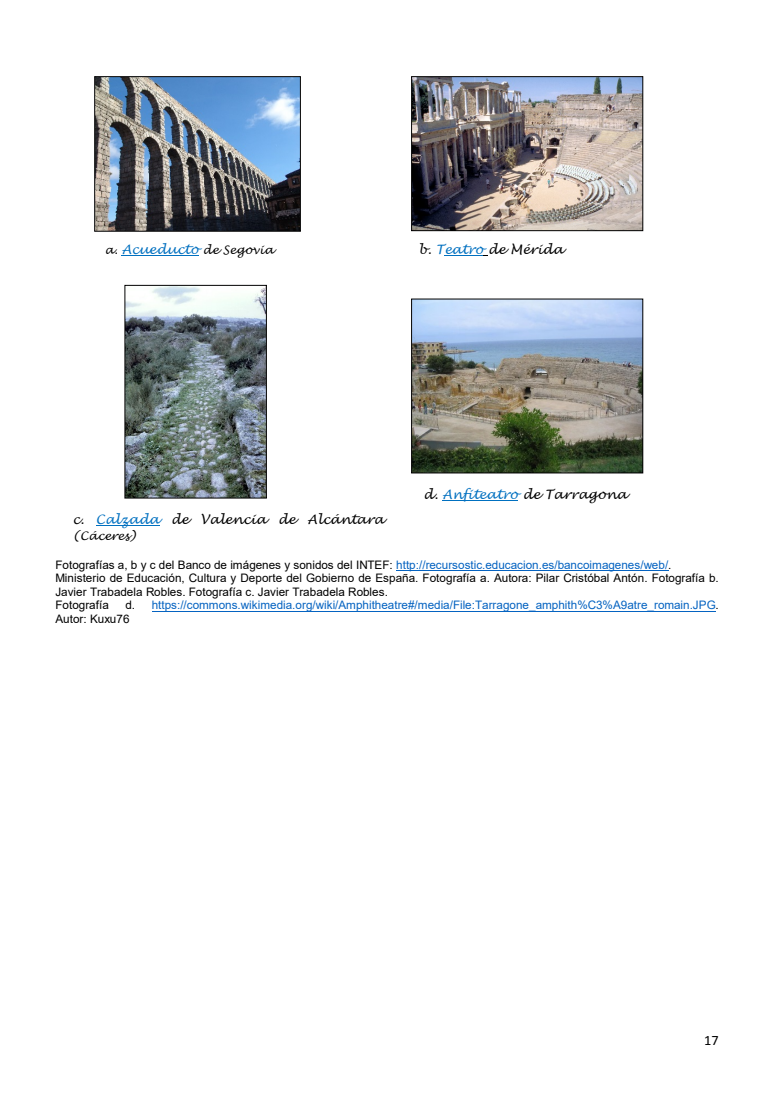 a. Acueducto de Segovia
b. Teatro de Mérida
c. Calzada de Valencia de Alcántara
(Cáceres)
d. Anfiteatro de Tarragona
Fotografías a, b y c del Banco de imágenes y sonidos del INTEF: http://recursostic.educacion.es/bancoimagenes/web/.
Ministerio de Educación, Cultura y Deporte del Gobierno de España. Fotografía a. Autora: Pilar Cristóbal Antón. Fotografía b.
Javier Trabadela Robles. Fotografía c. Javier Trabadela Robles.
Fotografía d. https://commons.wikimedia.org/wiki/Amphitheatre#/media/File:Tarragone_amphith%C3%A9atre_romain.JPG.
Autor: Kuxu76
17